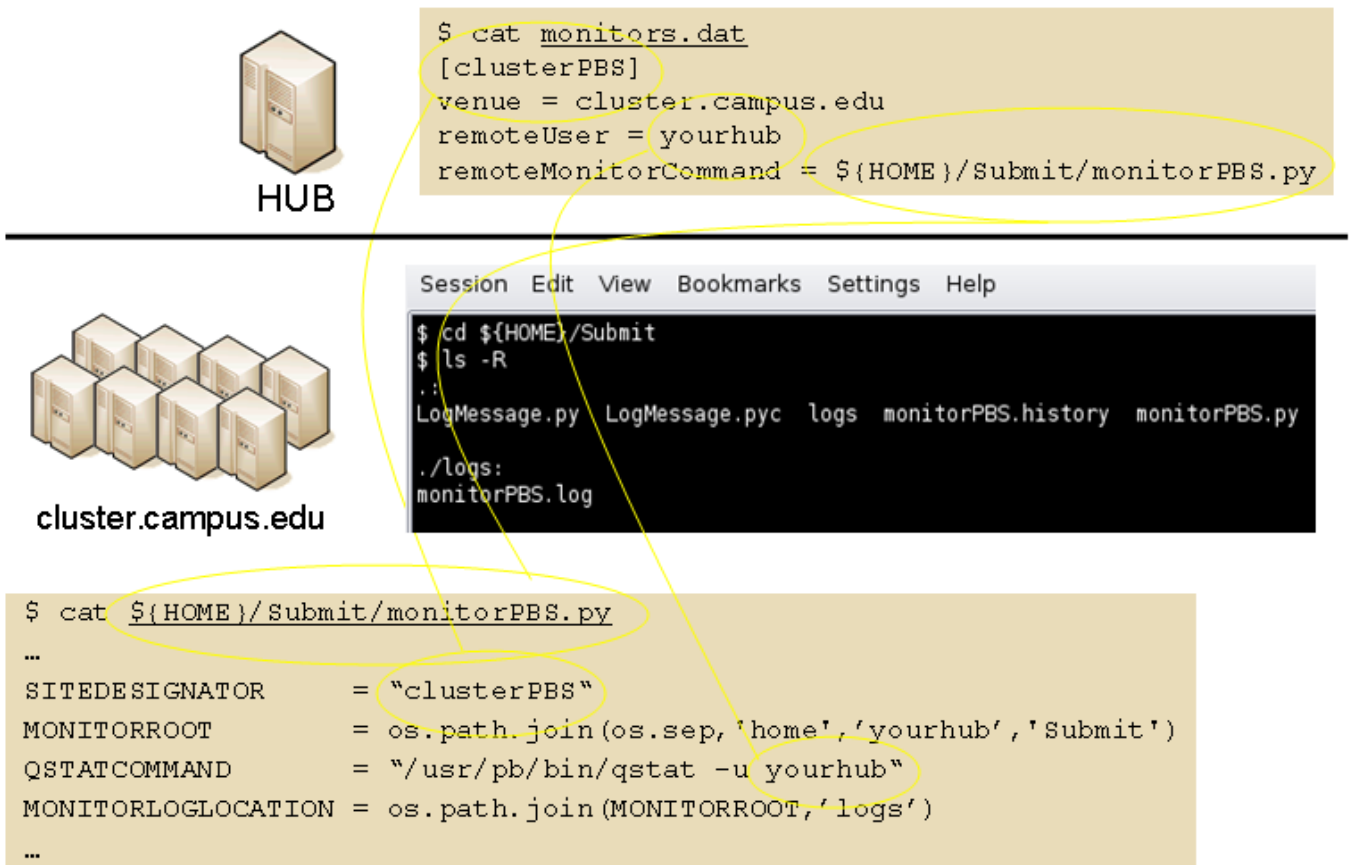 $ cat monitors.dat
[clusterPBS]
venue = cluster.campus.edu
remoteUser = yourhub
remoteMonitorCommand = ${HOME}/Submit/monitorPBS.py
HUB
Session Edit View Bookmarks Settings Help
$ cd ${HOME}/Submit
$ ls -R
.:
LogMessage.py LogMessage.pyc logs monitorPBS.history monitorPBS.py
./logs:
monitorPBS.log
cluster.campus.edu
$ cat ${HOME}/Submit/monitorPBS.py
…
SITEDESIGNATOR = “clusterPBS“
MONITORROOT = os.path.join(os.sep,'home',’yourhub’,'Submit')
QSTATCOMMAND = “/usr/pb/bin/qstat –u yourhub“
MONITORLOGLOCATION = os.path.join(MONITORROOT,’logs’)
…